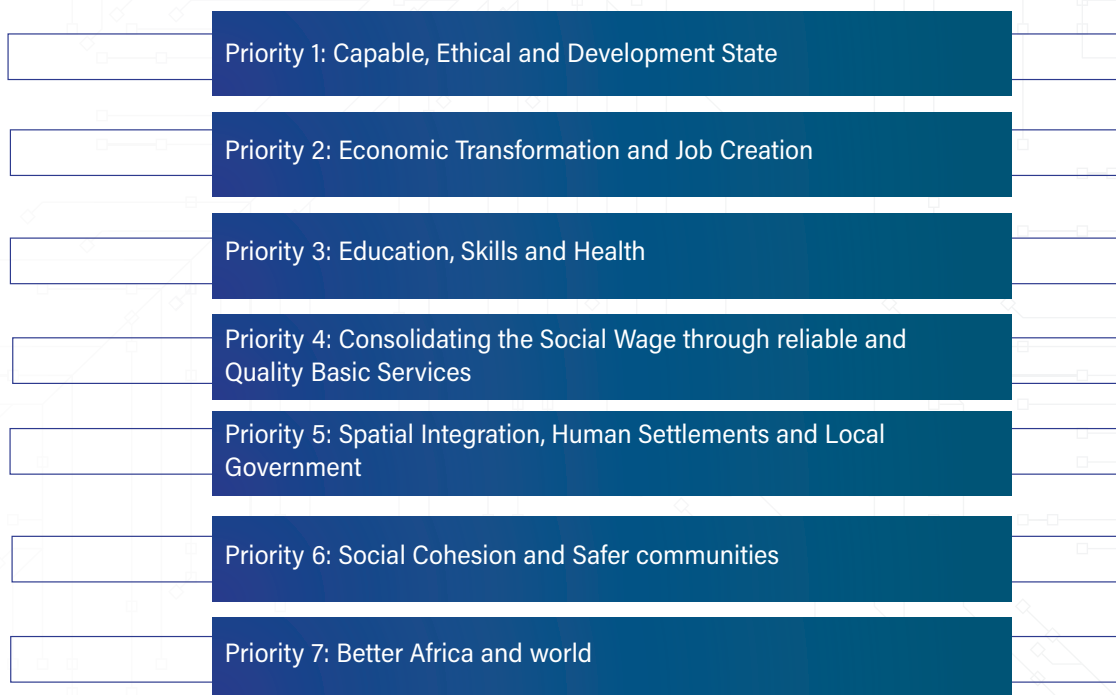 Priority 1: Capable, Ethical and Development State
Priority 2: Economic Transformation and Job Creation
Priority 3: Education, Skills and Health
Priority 4: Consolidating the Social Wage through reliable and
Quality Basic Services
Priority 5: Spatial Integration, Human Settlements and Local
Government
Priority 6: Social Cohesion and Safer communities
Priority 7: Better Africa and world